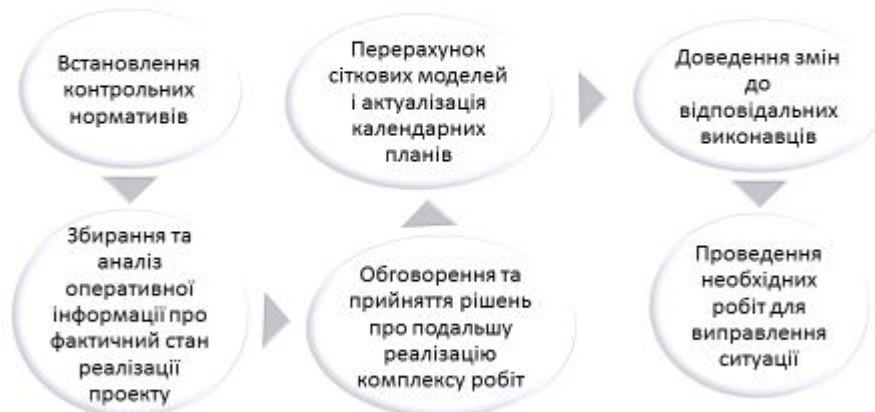 Встановлення
контрольних
нормативів
Збирання та
аналіз
оперативної
інформації про
фактичний стан
реалізації
проекту
Обговорення та
прийняття рішень
про подальшу
реалізацію
комплексу робіт
Перерахунок
сіткових моделей
і актуалізація
календарних
планів
Доведення змін
до
відповідальних
виконавців
Проведення
необхідних
робіт для
виправлення
ситуації